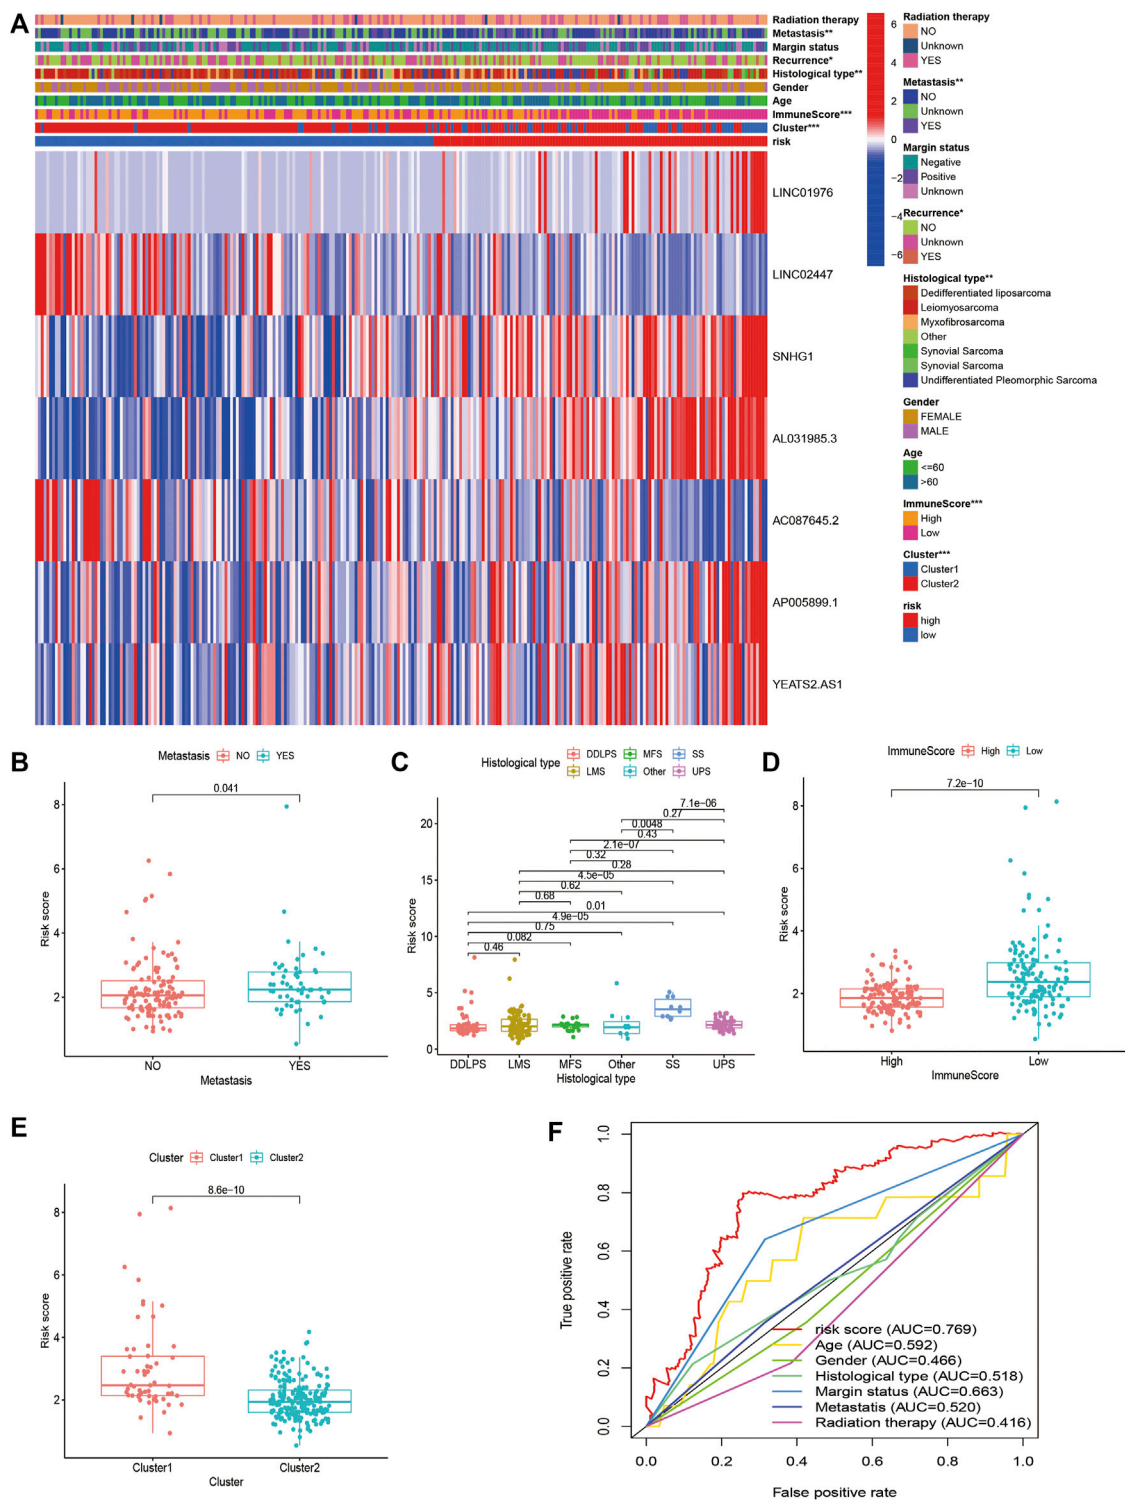 A
Radiation therapy
Metastasis**
Margin status
Recurrence*
Histological type**
Gender
Age
ImmuneScore***
Cluster***
risk
LINC01976
LINC02447
SNHG1
AL031985.3
AC087645.2
AP005899.1
YEATS2.AS1
6
4
2
0
−2
−4
−6
Radiation therapy
NO
Unknown
YES
Metastasis**
NO
Unknown
YES
Margin status
Negative
Positive
Unknown
Recurrence*
NO
Unknown
YES
Histological type**
Dedifferentiated liposarcoma
Leiomyosarcoma
Myxofibrosarcoma
Other
Synovial Sarcoma
Synovial Sarcoma
Undifferentiated Pleomorphic Sarcoma
Gender
FEMALE
MALE
Age
<=60
>60
ImmuneScore***
High
Low
Cluster***
Cluster1
Cluster2
risk
high
low
B
Metastasis NO YES
0.041
8
6
4
2
Risk score
NO YES
Metastasis
C
Histological type
DDLPS MFS SS
LMS Other UPS
7.1e−06
0.27
0.0048
0.43
2.1e−07
0.32
0.28
4.5e−05
0.62
0.68
0.01
4.9e−05
0.75
0.082
0.46
20
15
10
5
0
Risk score
DDLPS LMS MFS Other SS UPS
Histological type
D
ImmuneScore High Low
7.2e−10
8
6
4
2
Risk score
High Low
ImmuneScore
E
Cluster Cluster1 Cluster2
8.6e−10
8
6
4
2
Risk score
Cluster1 Cluster2
Cluster
F
1.0
0.8
0.6
0.4
0.2
0.0
True positive rate
risk score (AUC=0.769)
Age (AUC=0.592)
Gender (AUC=0.466)
Histological type (AUC=0.518)
Margin status (AUC=0.663)
Metastatis (AUC=0.520)
Radiation therapy (AUC=0.416)
0.0 0.2 0.4 0.6 0.8 1.0
False positive rate